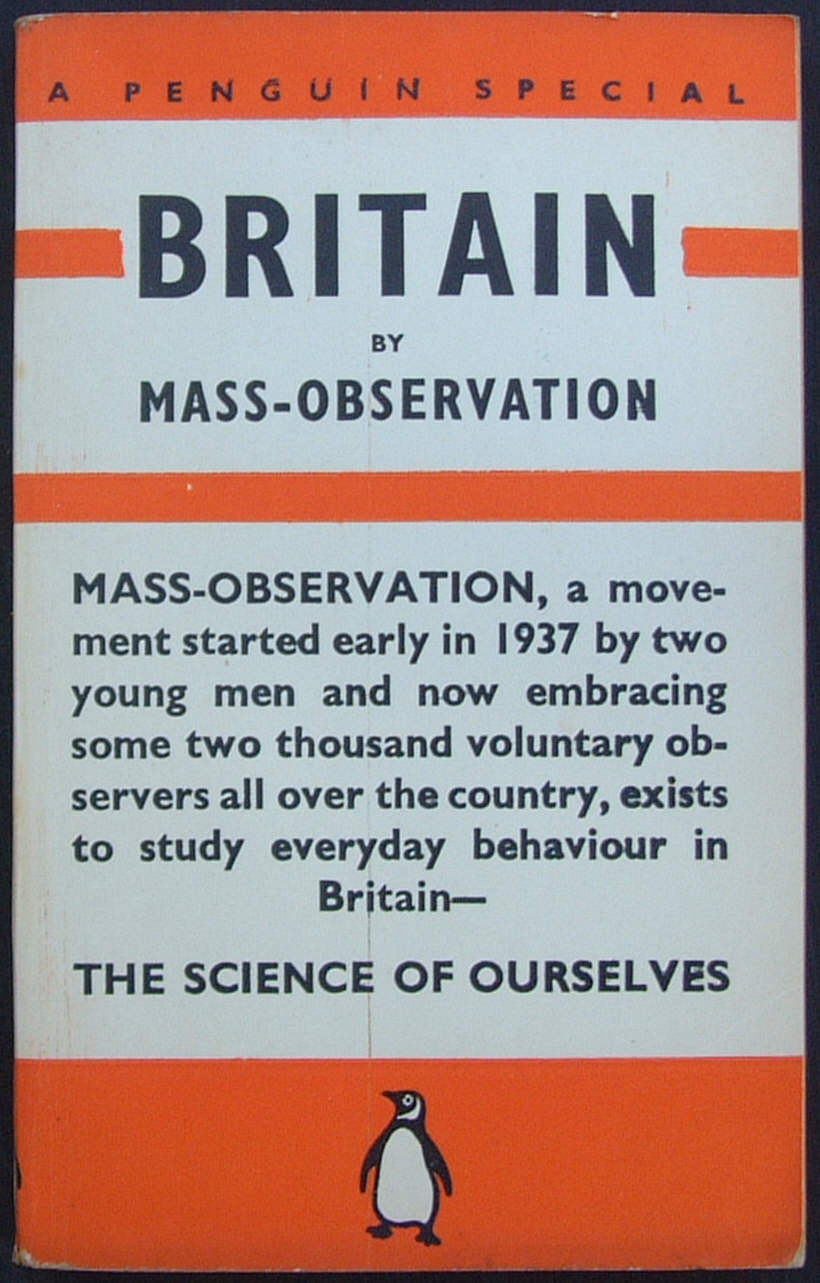 A PENGUIN SPECIAL
BRITAIN
BY
MASS-OBSERVATION
MASS-OBSERVATION, a move-
ment started early in 1937 by two
young men and now embracing
some two thousand voluntary ob-
servers all over the country, exists
to study everyday behaviour in
Britain—
THE SCIENCE OF OURSELVES